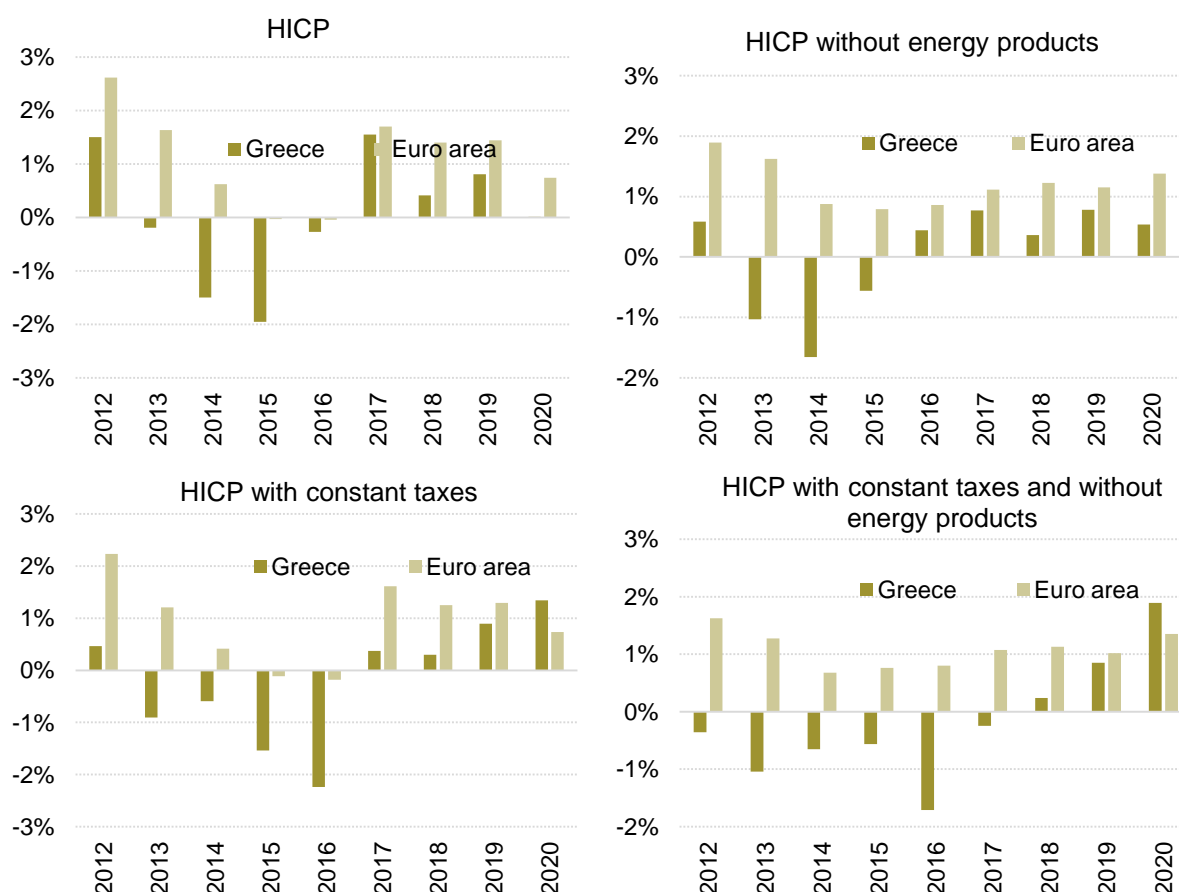 HICP
3%
2%
1%
0%
-1%
-2%
-3%
Greece Euro area
2012 2013 2014 2015 2016 2017 2018 2019 2020
HICP without energy products
3%
2%
1%
0%
-1%
-2%
Greece Euro area
2012 2013 2014 2015 2016 2017 2018 2019 2020
HICP with constant taxes
3%
2%
1%
0%
-1%
-2%
-3%
Greece Euro area
2012 2013 2014 2015 2016 2017 2018 2019 2020
HICP with constant taxes and without
energy products
3%
2%
1%
0%
-1%
-2%
Greece Euro area
2012 2013 2014 2015 2016 2017 2018 2019 2020